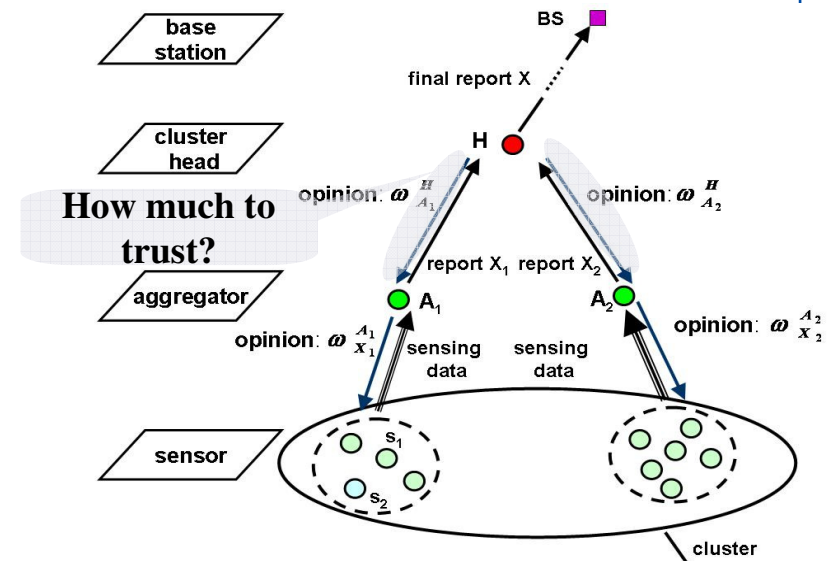 base
station
BS
final report X
cluster
head
H
How much to
trust?
opinion: ω H A1
opinion: ω H A2
report X1 report X2
aggregator
A1
A2
opinion: ω A1 X1
opinion: ω A2 X2
sensing
data
sensing
data
sensor
s1
s2
cluster